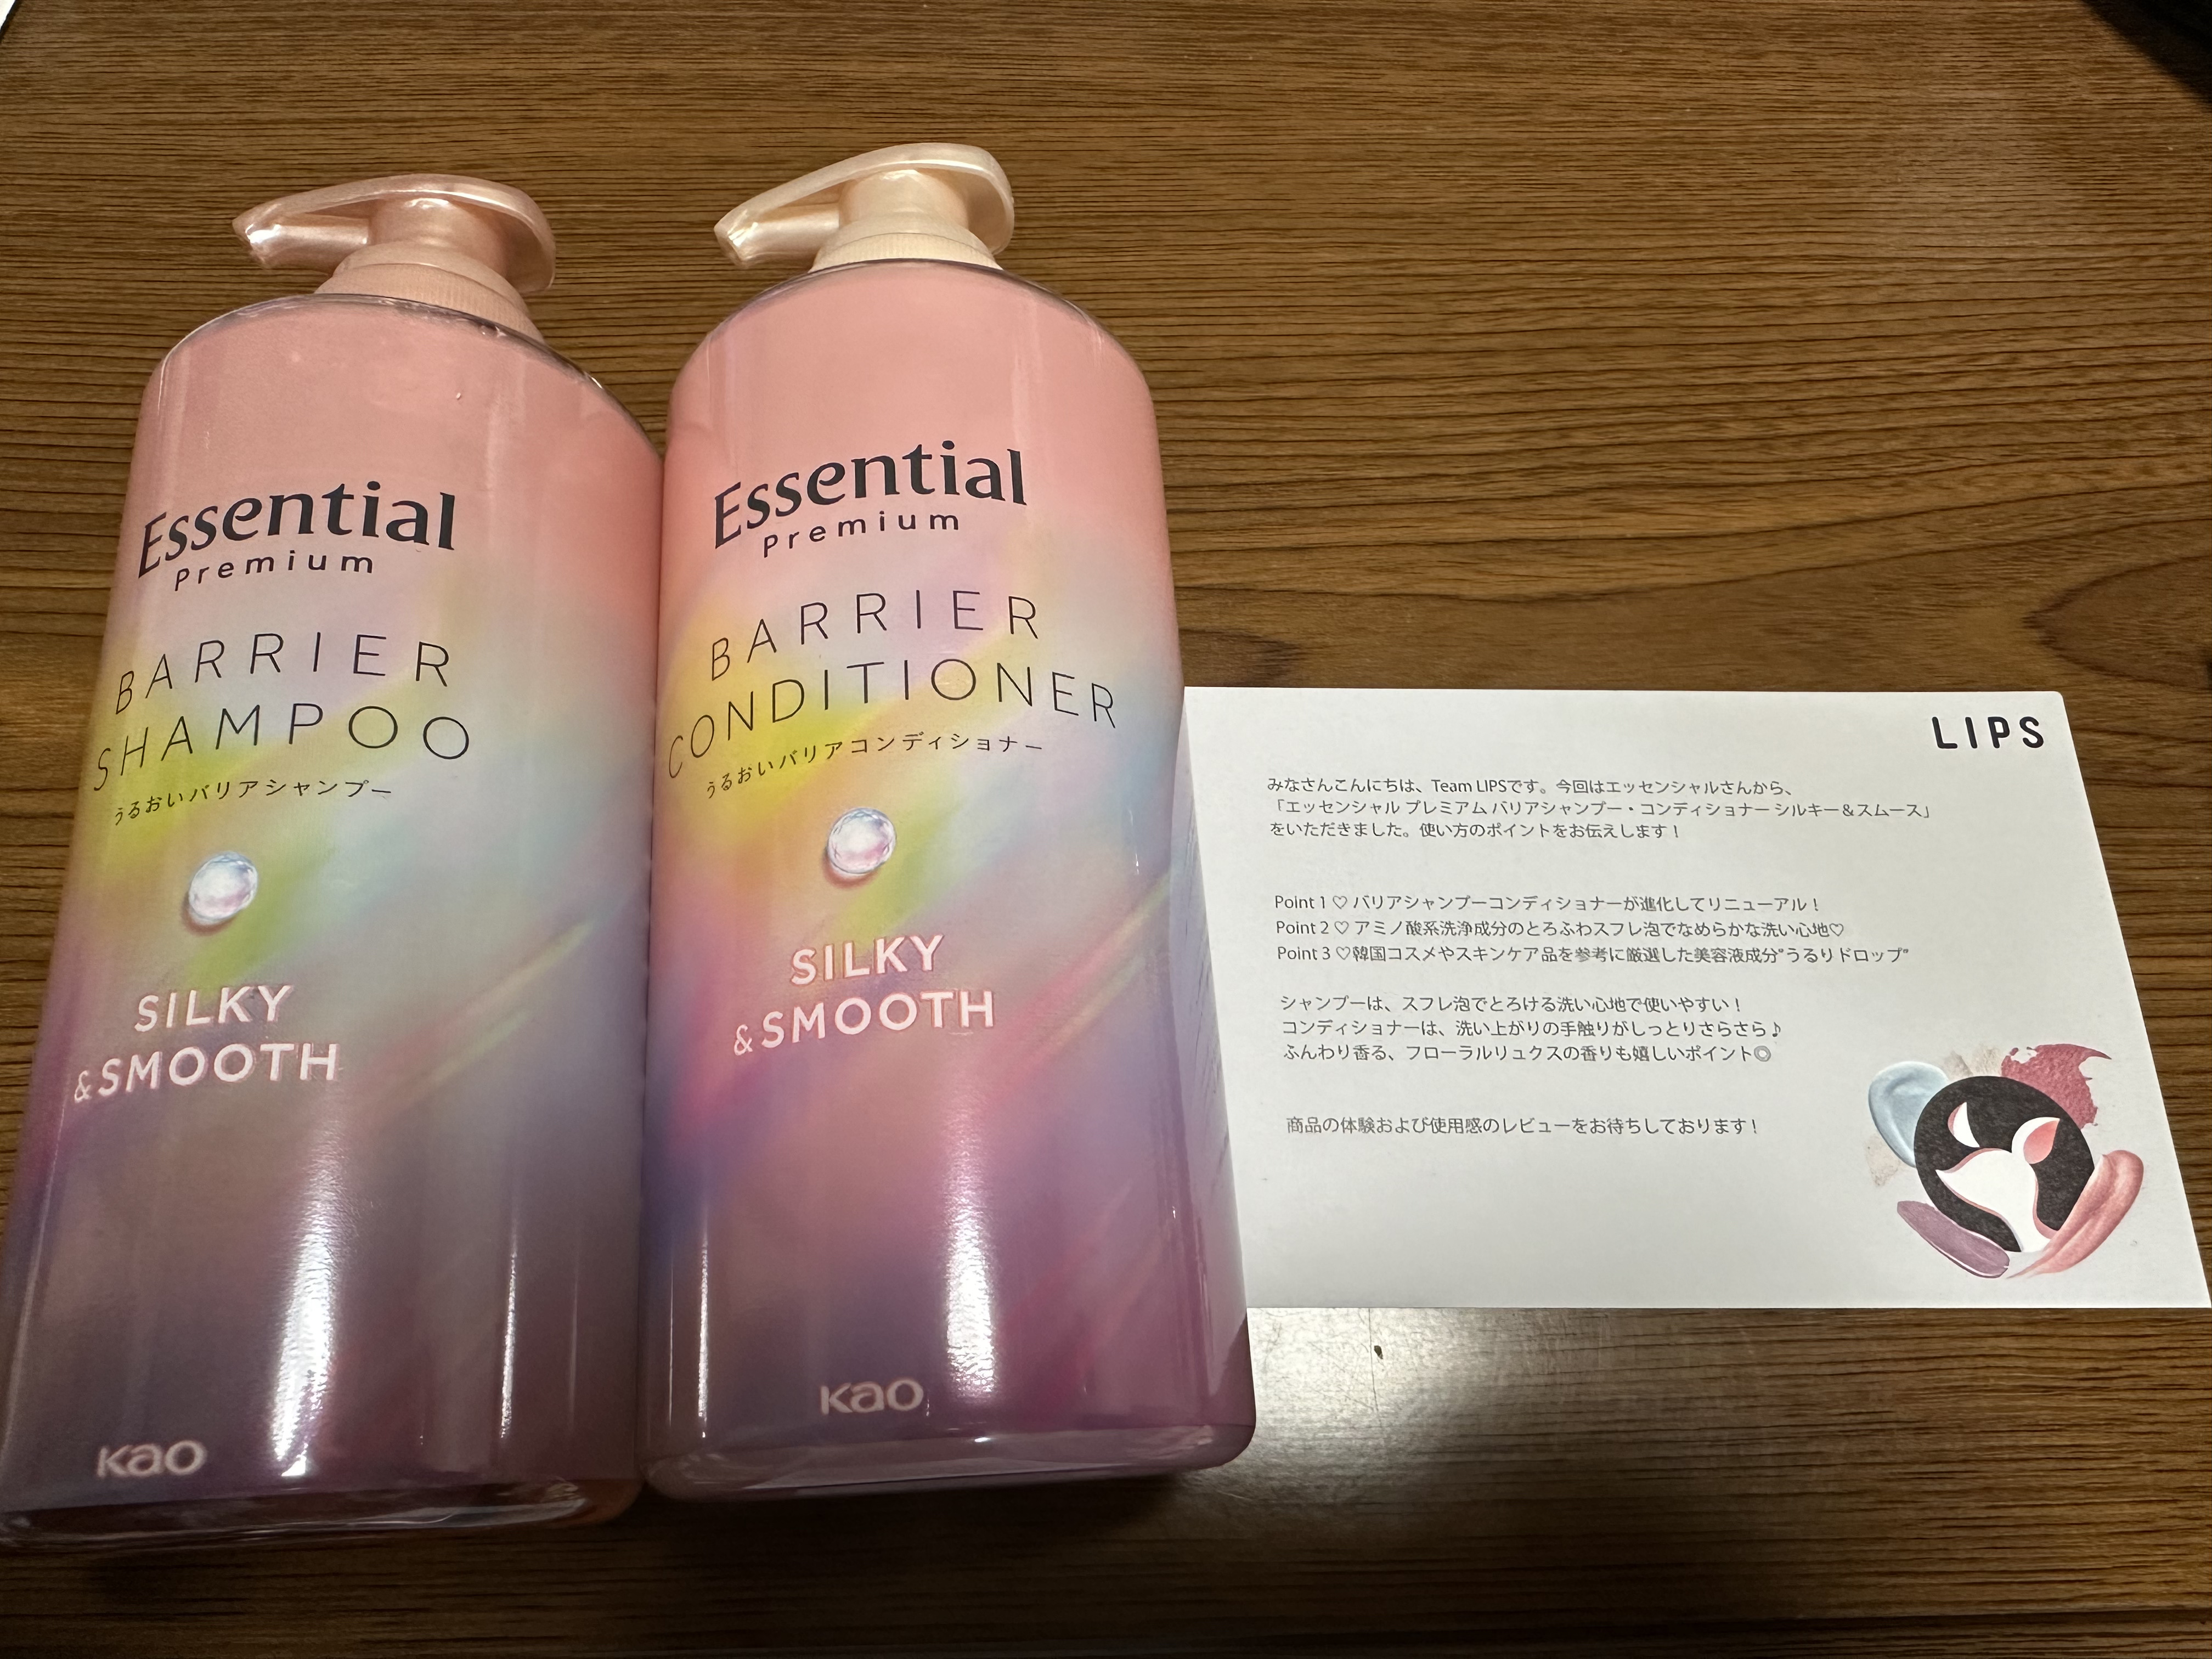 Essential
Premium
BARRIER
SHAMPOO
うるおいバリアシャンプー
SILKY
&SMOOTH
Kao
Essential
Premium
BARRIER
CONDITIONER
うるおいバリアコンディショナー
SILKY
&SMOOTH
Kao
LIPS
みなさんこんにちは、Team LIPSです。今回はエッセンシャルさんから、
「エッセンシャル プレミアム バリアシャンプー・コンディショナー シルキー&スムース」
をいただきました。使い方のポイントをお伝えします！
Point 1 ♡ バリアシャンプーコンディショナーが進化してリニューアル！
Point 2 ♡ アミノ酸系洗浄成分のとろふわスフレ泡でなめらかな洗い心地♡
Point 3 ♡韓国コスメやスキンケア品を参考に厳選した美容液成分"うるりドロップ"
シャンプーは、スフレ泡でとろける洗い心地で使いやすい！
コンディショナーは、洗い上がりの手触りがしっとりさらさら♪
ふんわり香る、フローラルリュクスの香りも嬉しいポイント◎
商品の体験および使用感のレビューをお待ちしております！